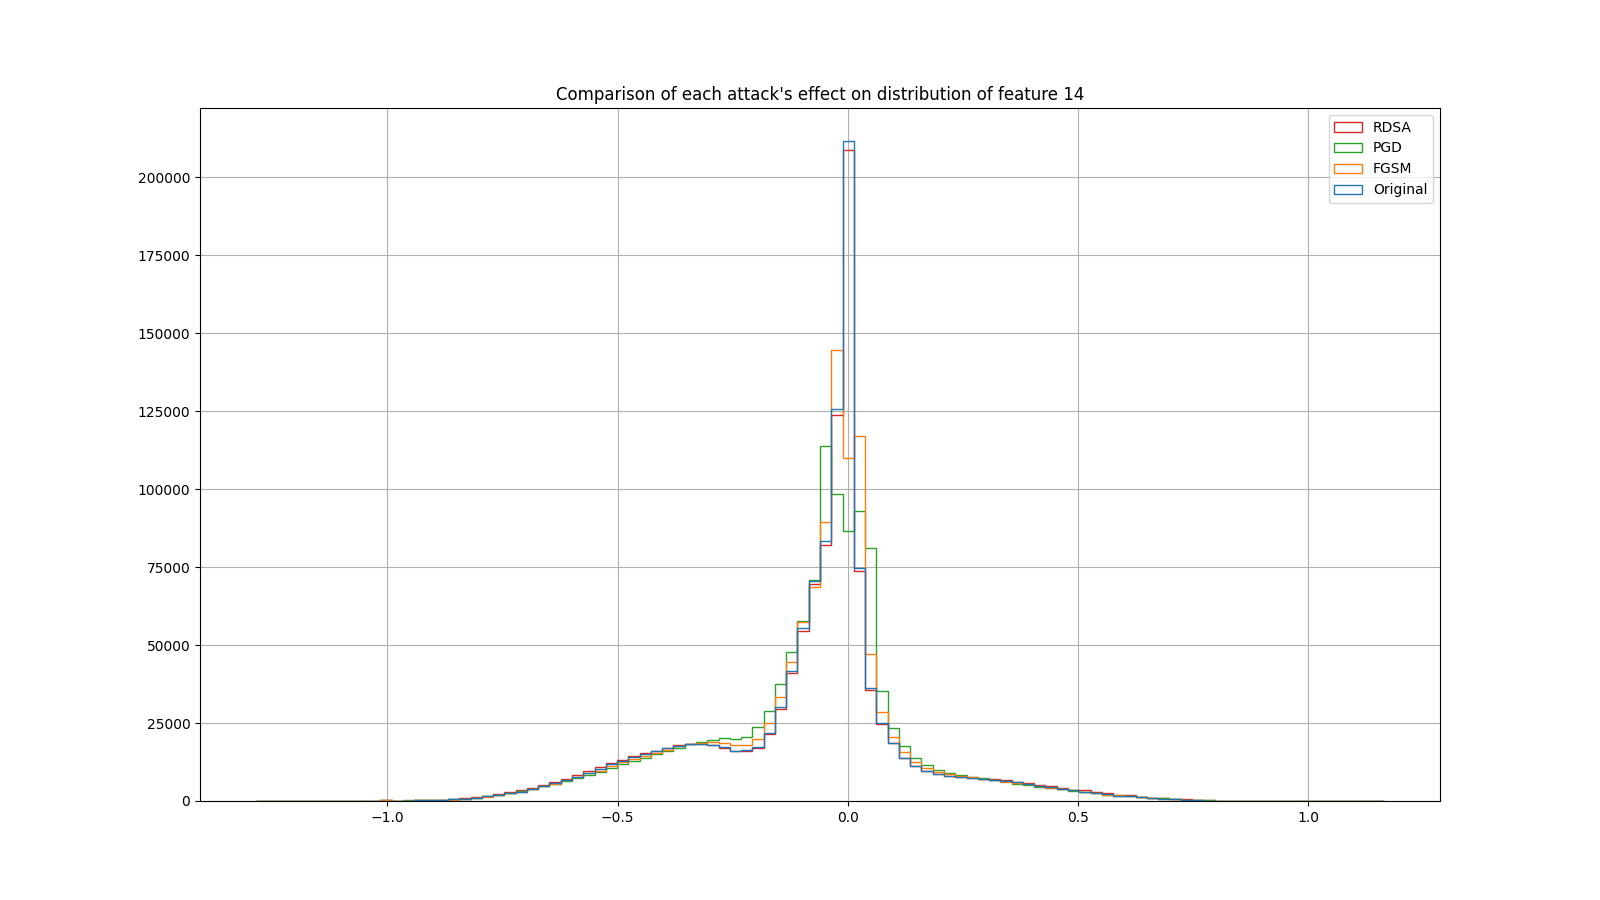 Comparison of each attack's effect on distribution of feature 14
RDSA
PGD
FGSM
Original
200000
175000
150000
125000
100000
75000
50000
25000
0
−1.0 −0.5 0.0 0.5 1.0